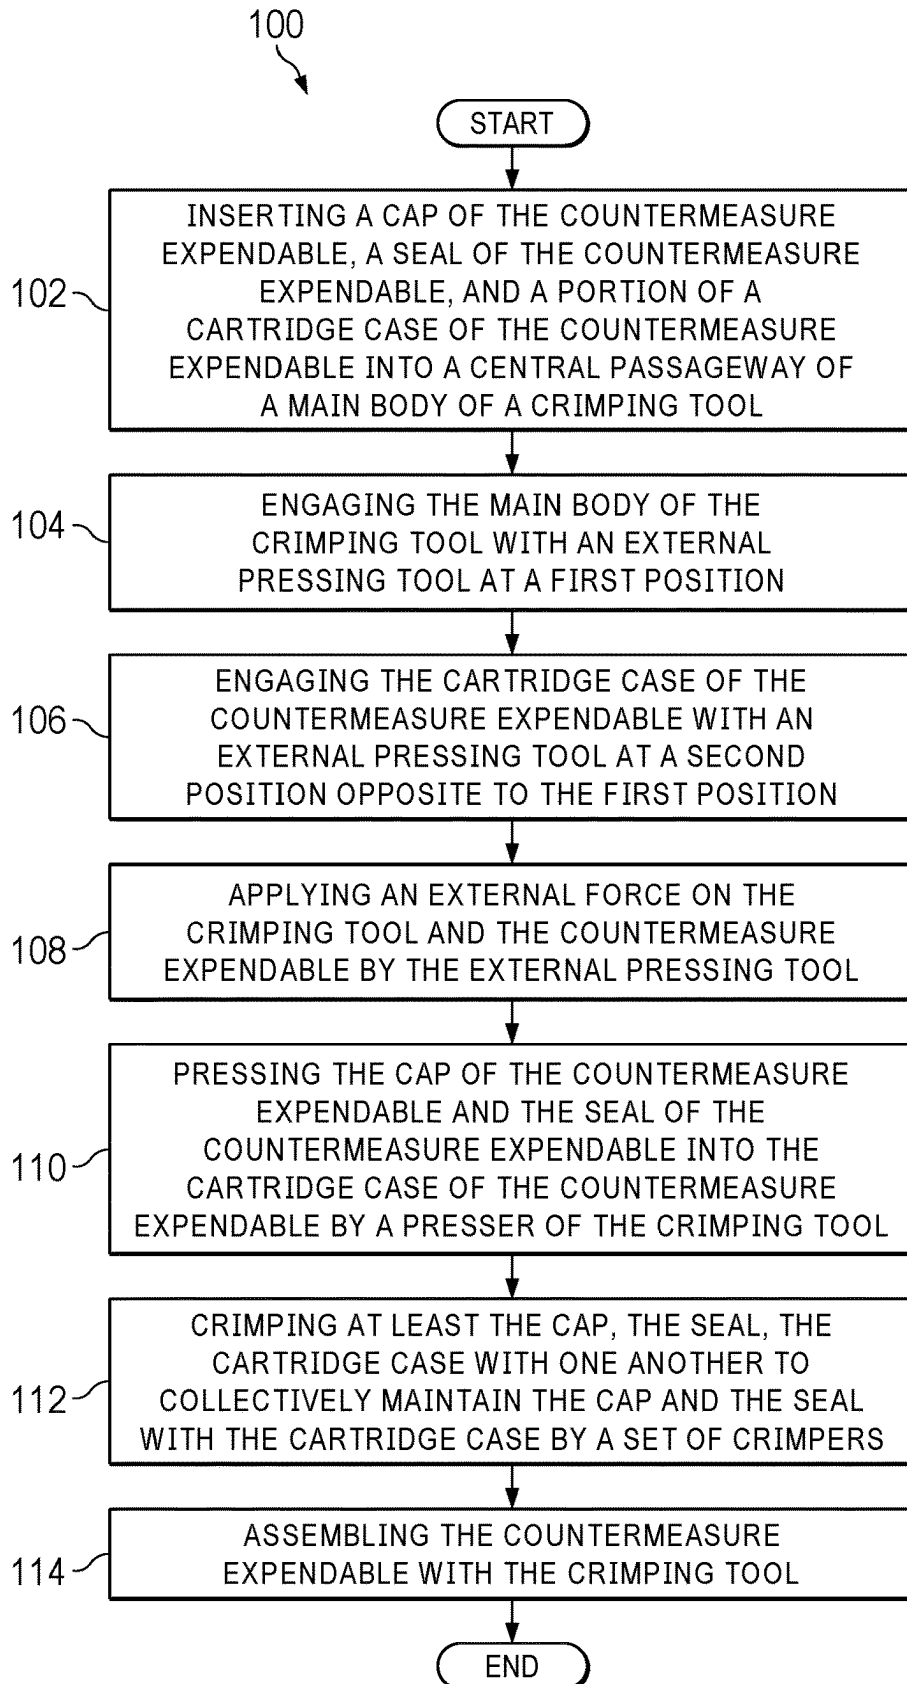 100
START
102
INSERTING A CAP OF THE COUNTERMEASURE
EXPENDABLE, A SEAL OF THE COUNTERMEASURE
EXPENDABLE, AND A PORTION OF A
CARTRIDGE CASE OF THE COUNTERMEASURE
EXPENDABLE INTO A CENTRAL PASSAGEWAY OF
A MAIN BODY OF A CRIMPING TOOL
104
ENGAGING THE MAIN BODY OF THE
CRIMPING TOOL WITH AN EXTERNAL
PRESSING TOOL AT A FIRST POSITION
106
ENGAGING THE CARTRIDGE CASE OF THE
COUNTERMEASURE EXPENDABLE WITH AN
EXTERNAL PRESSING TOOL AT A SECOND
POSITION OPPOSITE TO THE FIRST POSITION
108
APPLYING AN EXTERNAL FORCE ON THE
CRIMPING TOOL AND THE COUNTERMEASURE
EXPENDABLE BY THE EXTERNAL PRESSING TOOL
110
PRESSING THE CAP OF THE COUNTERMEASURE
EXPENDABLE AND THE SEAL OF THE
COUNTERMEASURE EXPENDABLE INTO THE
CARTRIDGE CASE OF THE COUNTERMEASURE
EXPENDABLE BY A PRESSER OF THE CRIMPING TOOL
112
CRIMPING AT LEAST THE CAP, THE SEAL, THE
CARTRIDGE CASE WITH ONE ANOTHER TO
COLLECTIVELY MAINTAIN THE CAP AND THE SEAL
WITH THE CARTRIDGE CASE BY A SET OF CRIMPERS
114
ASSEMBLING THE COUNTERMEASURE
EXPENDABLE WITH THE CRIMPING TOOL
END